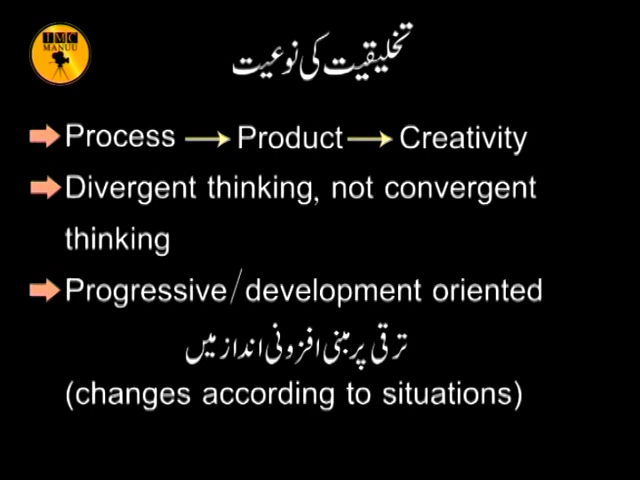 IMC
MANUU
تخلیقیت کی نوعیت
Process → Product → Creativity
Divergent thinking, not convergent
thinking
Progressive/development oriented
ترقی پر مبنی افزونی انداز میں
(changes according to situations)